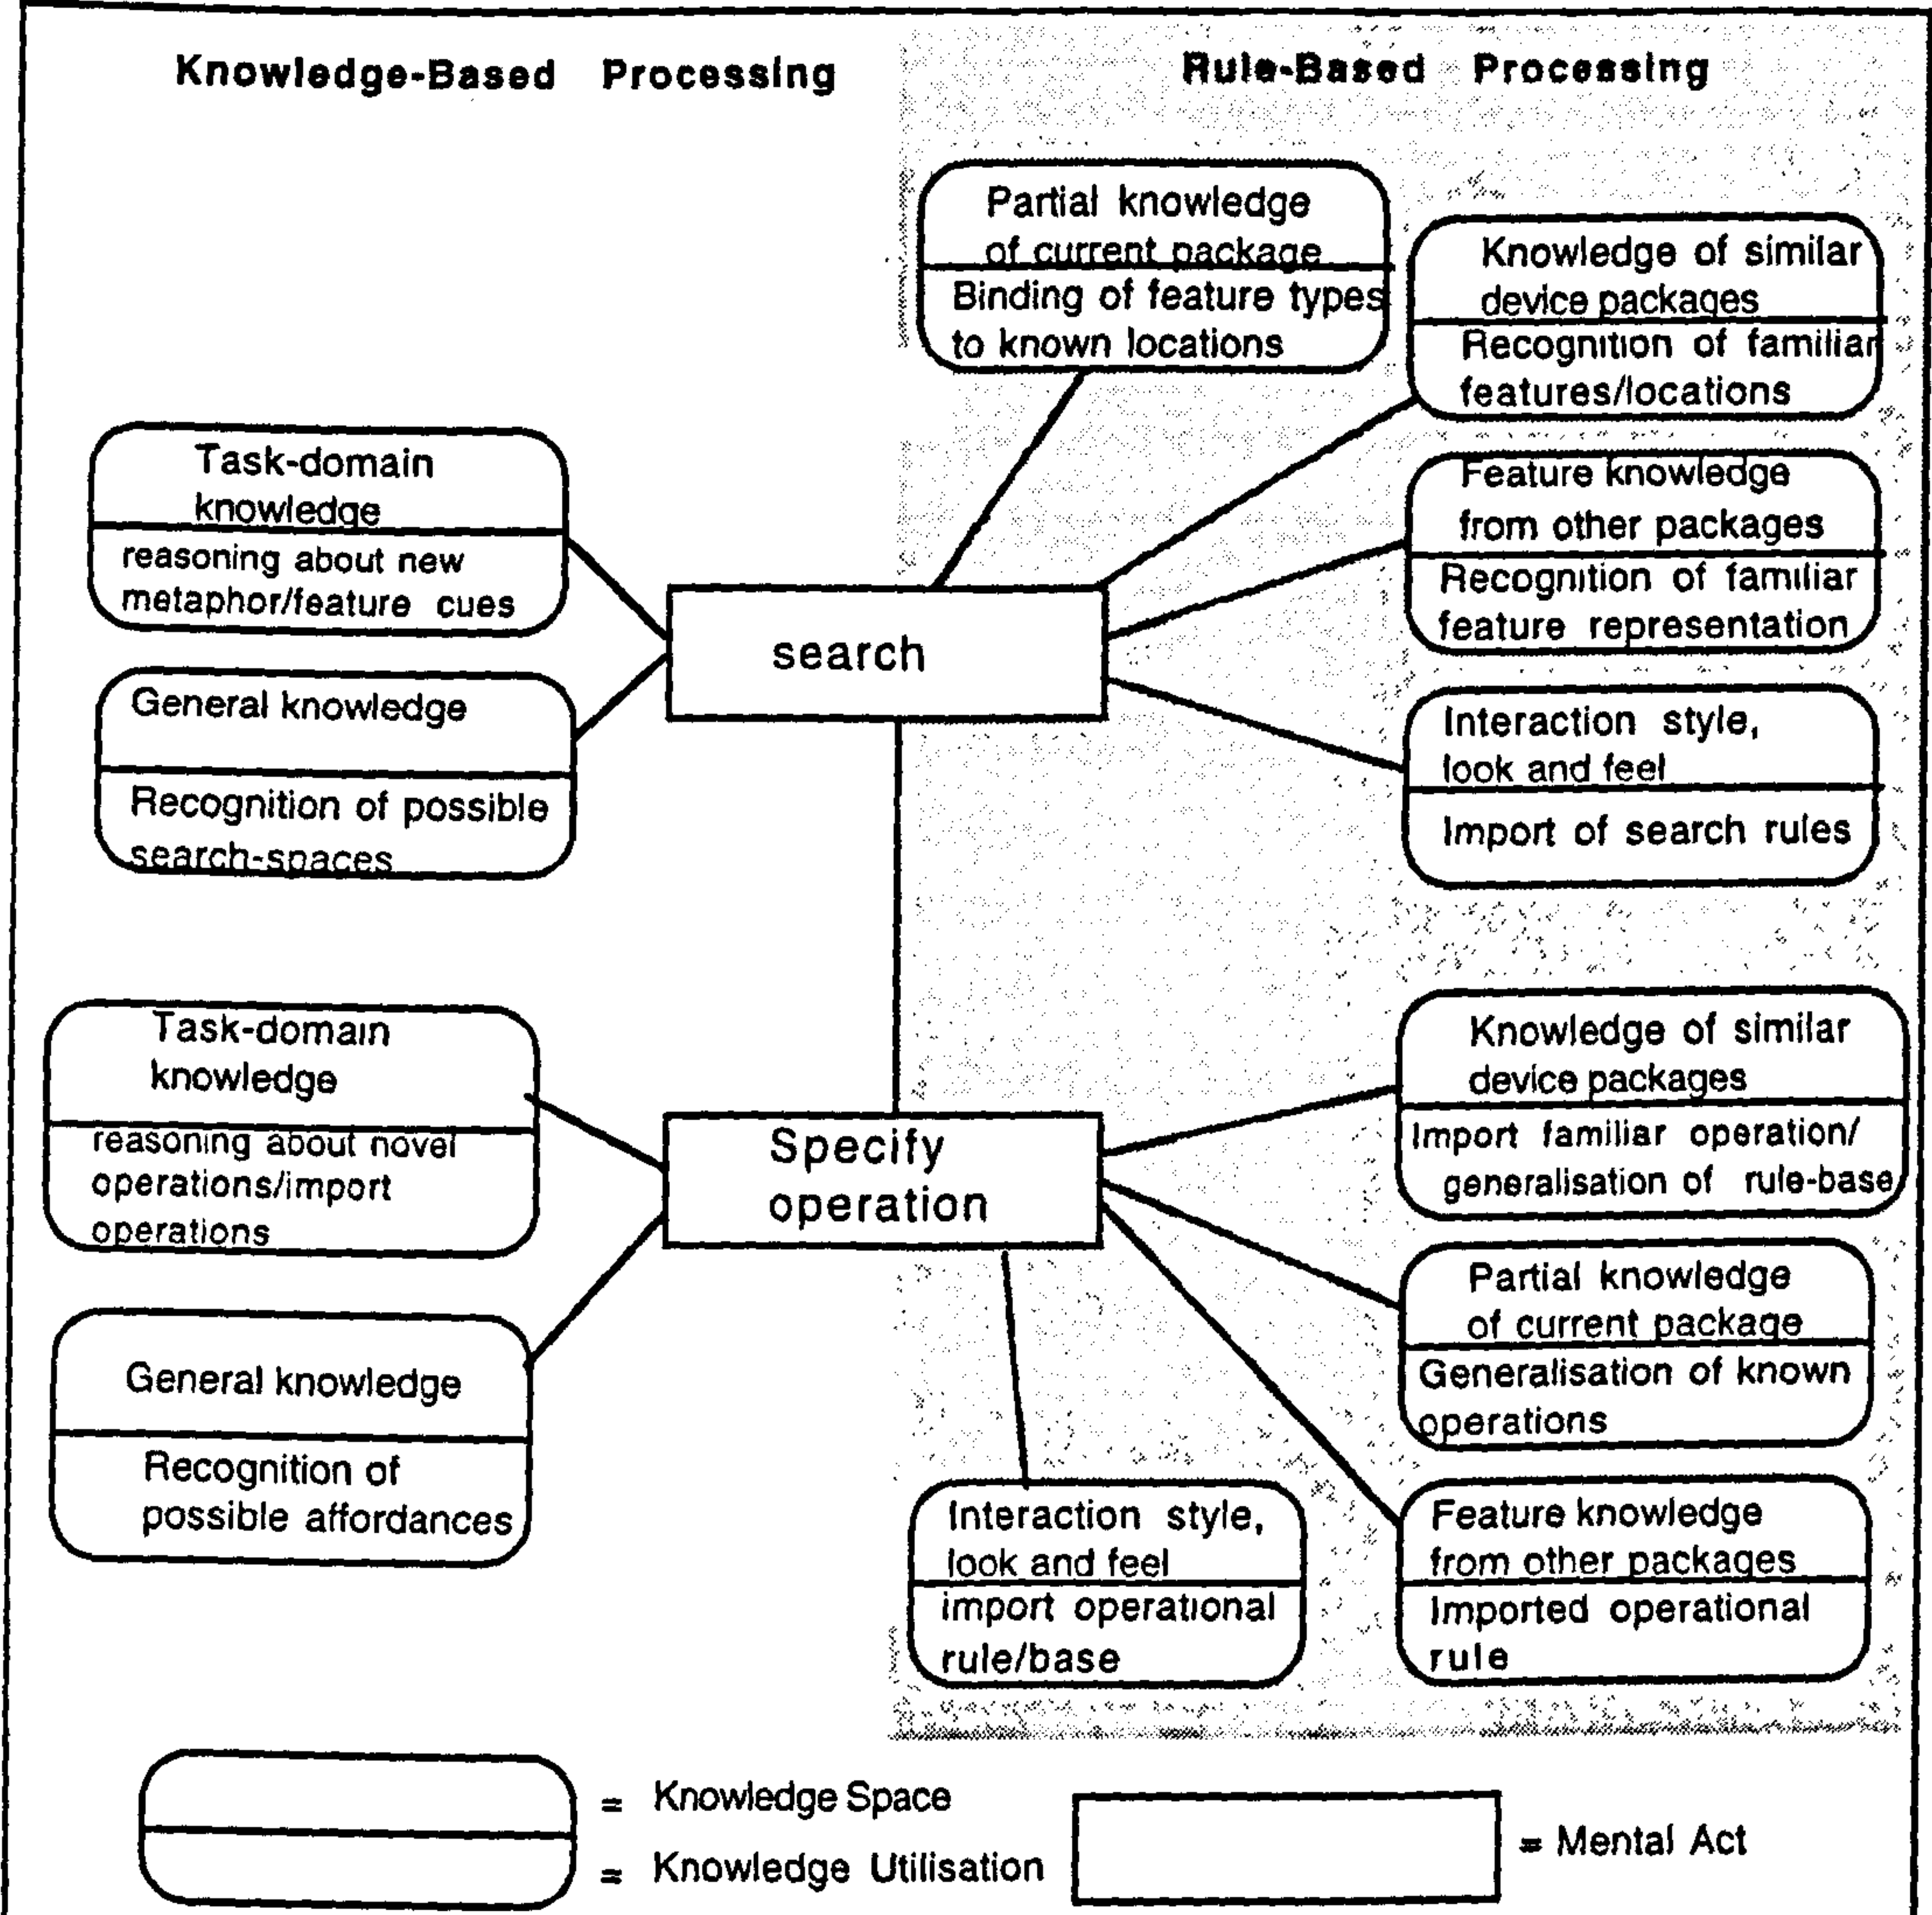 Knowledge-Based Processing
Rule-Based Processing
Partial knowledge
of current package
Binding of feature types
to known locations
Knowledge of similar
device packages
Recognition of familiar
features/locations
Task-domain
knowledge
reasoning about new
metaphor/feature cues
Feature knowledge
from other packages
Recognition of familiar
feature representation
search
General knowledge
Recognition of possible
search-spaces
Interaction style,
look and feel
Import of search rules
Task-domain
knowledge
reasoning about novel
operations/import
operations
Knowledge of similar
device packages
Import familiar operation/
generalisation of rule-base
Specify
operation
Partial knowledge
of current package
Generalisation of known
operations
General knowledge
Recognition of
possible affordances
Interaction style,
look and feel
import operational
rule/base
Feature knowledge
from other packages
Imported operational
rule
= Knowledge Space
= Knowledge Utilisation
= Mental Act